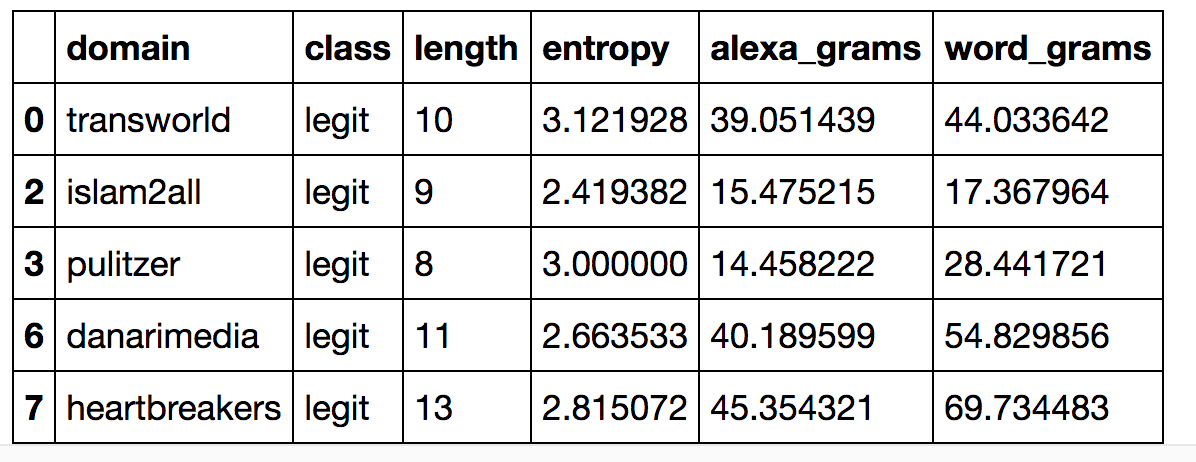 domain class length entropy alexa_grams word_grams
0 transworld legit 10 3.121928 39.051439 44.033642
2 islam2all legit 9 2.419382 15.475215 17.367964
3 pulitzer legit 8 3.000000 14.458222 28.441721
6 danarimedia legit 11 2.663533 40.189599 54.829856
7 heartbreakers legit 13 2.815072 45.354321 69.734483